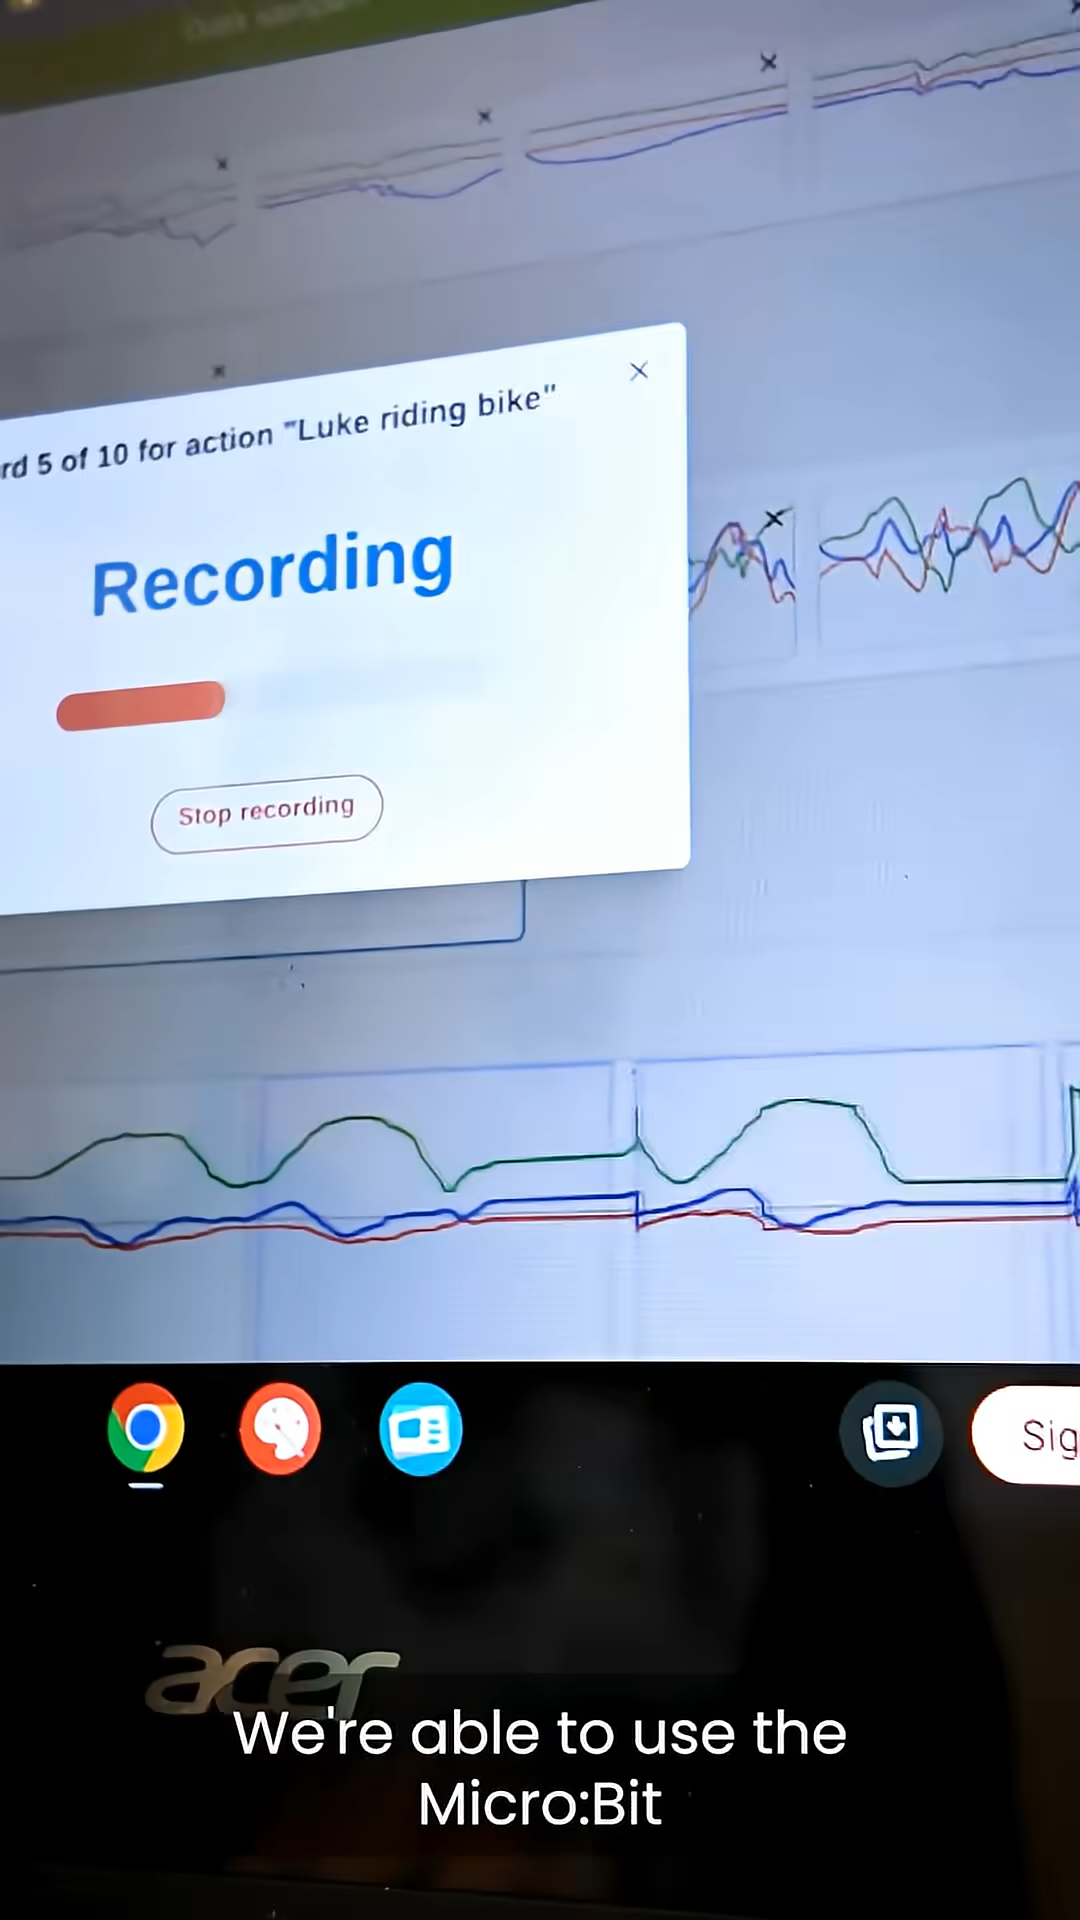 rd 5 of 10 for action "Luke riding bike"
Recording
Stop recording
Sig
acer
We're able to use the
Micro:Bit